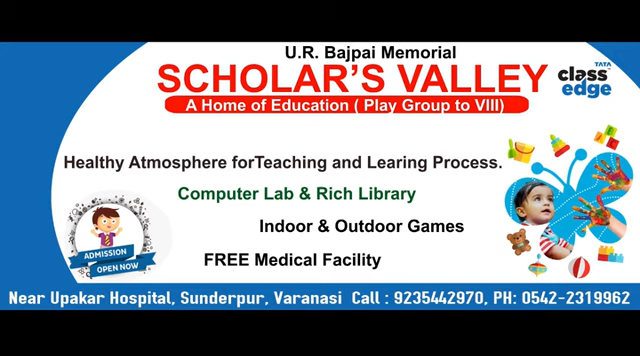 U.R. Bajpai Memorial
SCHOLAR'S VALLEY
TATA
class
edge
A Home of Education ( Play Group to VIII)
Healthy Atmosphere forTeaching and Learing Process.
Computer Lab & Rich Library
Indoor & Outdoor Games
FREE Medical Facility
ADMISSION
OPEN NOW
Near Upakar Hospital, Sunderpur, Varanasi Call : 9235442970, PH: 0542-2319962